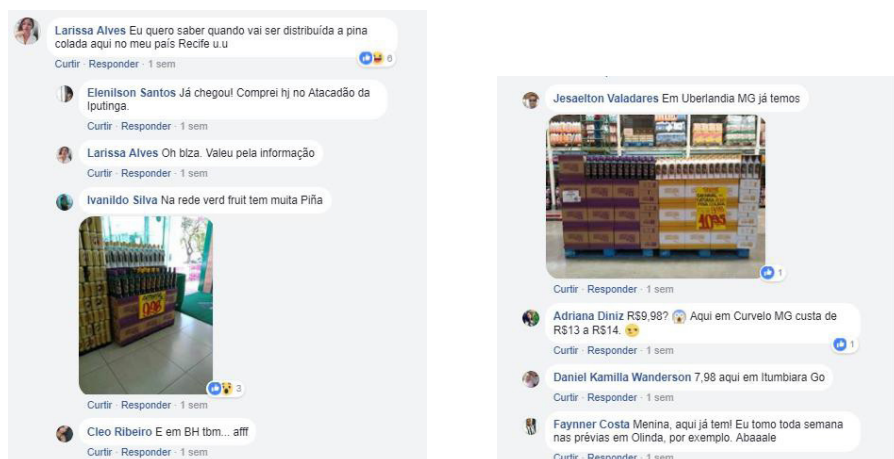 Larissa Alves Eu quero saber quando vai ser distribuída a pina
colada aqui no meu país Recife u.u
6
Curtir · Responder · 1 sem
Elenilson Santos Já chegou! Comprei hj no Atacadão da
Iputinga.
Curtir · Responder · 1 sem
Larissa Alves Oh blza. Valeu pela informação
Curtir · Responder · 1 sem
Ivanildo Silva Na rede verd fruit tem muita Piña
9,98
3
Curtir · Responder · 1 sem
Cleo Ribeiro E em BH tbm... afff
Curtir · Responder · 1 sem
Jesaelton Valadares Em Uberlandia MG já temos
1
Curtir · Responder · 1 sem
Adriana Diniz R$9,98? 😱 Aqui em Curvelo MG custa de
R$13 a R$14. 😕
1
Curtir · Responder · 1 sem
Daniel Kamilla Wanderson 7,98 aqui em Itumbiara Go
Curtir · Responder · 1 sem
Faynner Costa Menina, aqui já tem! Eu tomo toda semana
nas prévias em Olinda, por exemplo. Abaaale
Curtir · Responder · 1 sem